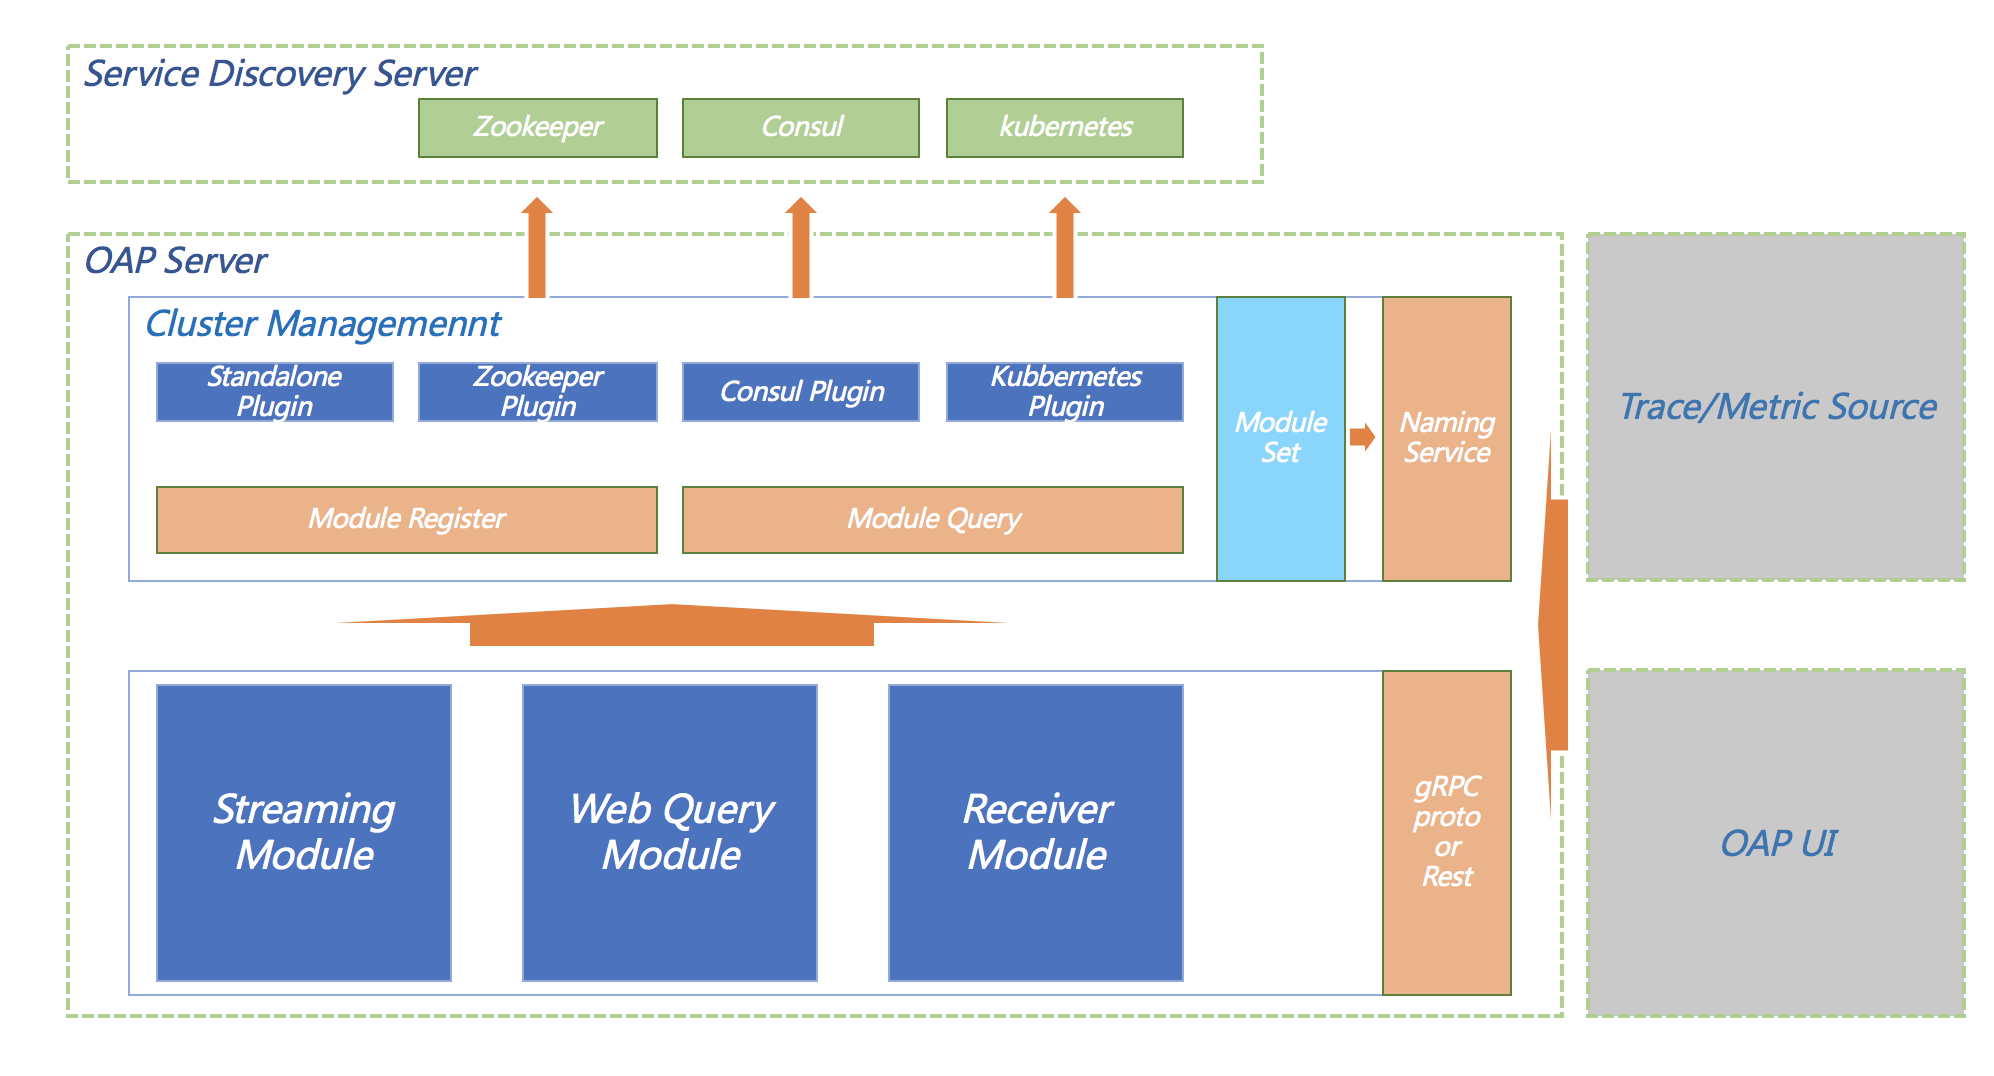 Service Discovery Server
Zookeeper
Consul
kubernetes
OAP Server
Cluster Managemennt
Standalone
Plugin
Zookeeper
Plugin
Consul Plugin
Kubbernetes
Plugin
Module
Set
Naming
Service
Module Register
Module Query
Trace/Metric Source
Streaming
Module
Web Query
Module
Receiver
Module
gRPC
proto
or
Rest
OAP UI